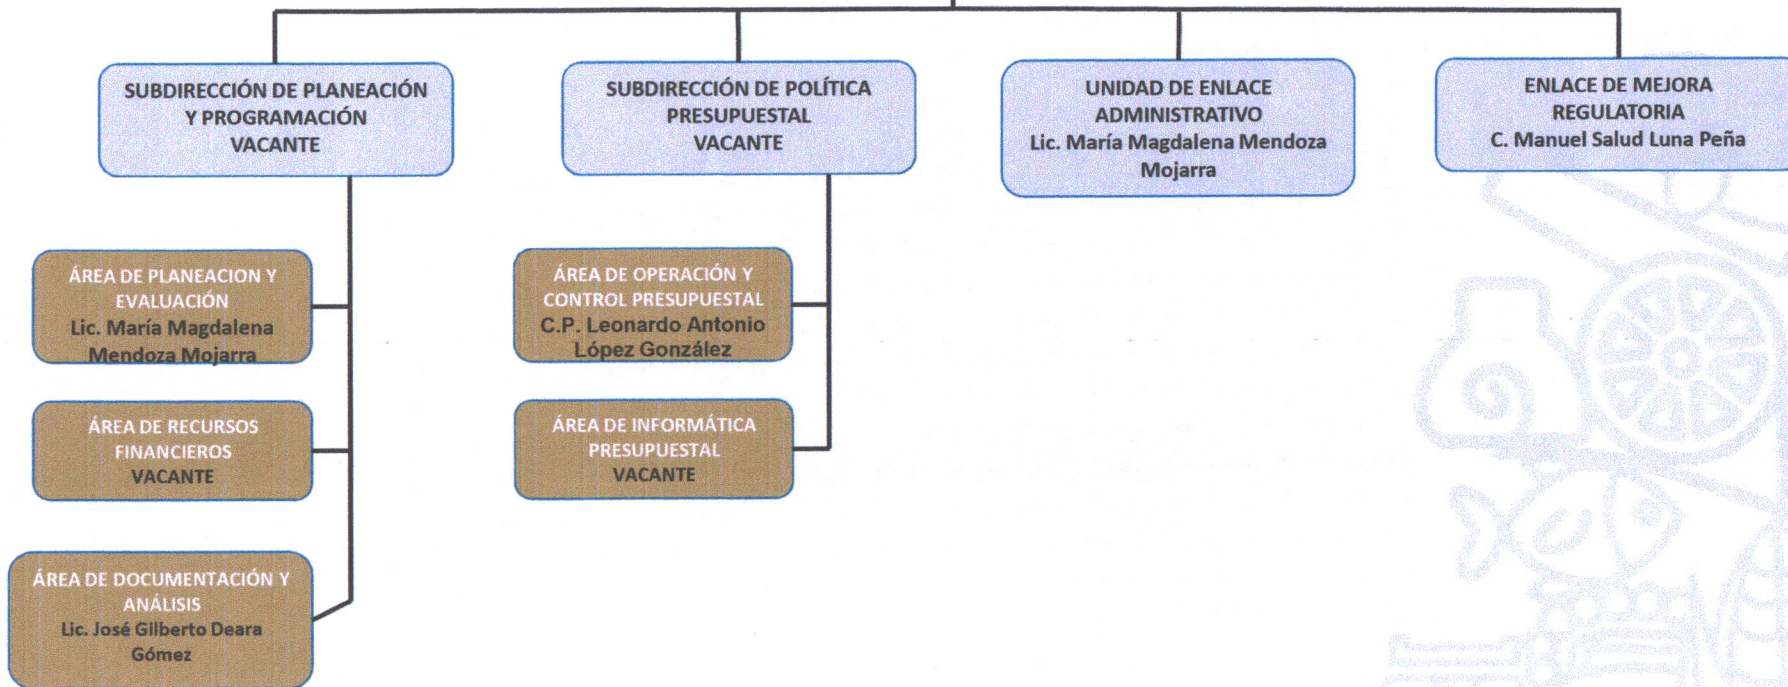 SUBDIRECCIÓN DE PLANEACIÓN
Y PROGRAMACIÓN
VACANTE
SUBDIRECCIÓN DE POLÍTICA
PRESUPUESTAL
VACANTE
UNIDAD DE ENLACE
ADMINISTRATIVO
Lic. María Magdalena Mendoza
Mojarra
ENLACE DE MEJORA
REGULATORIA
C. Manuel Salud Luna Peña
ÁREA DE PLANEACION Y
EVALUACIÓN
Lic. María Magdalena
Mendoza Mojarra
ÁREA DE RECURSOS
FINANCIEROS
VACANTE
ÁREA DE DOCUMENTACIÓN Y
ANÁLISIS
Lic. José Gilberto Deara
Gómez
ÁREA DE OPERACIÓN Y
CONTROL PRESUPUESTAL
C.P. Leonardo Antonio
López González
ÁREA DE INFORMÁTICA
PRESUPUESTAL
VACANTE